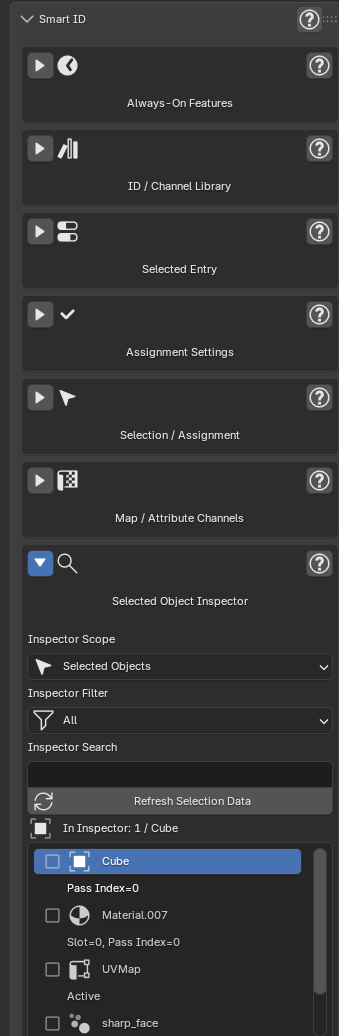 Smart ID
Always-On Features
ID / Channel Library
Selected Entry
Assignment Settings
Selection / Assignment
Map / Attribute Channels
Selected Object Inspector
Inspector Scope
Selected Objects
Inspector Filter
All
Inspector Search
Refresh Selection Data
In Inspector: 1 / Cube
Cube
Pass Index=0
Material.007
Slot=0, Pass Index=0
UVMap
Active
sharp_face